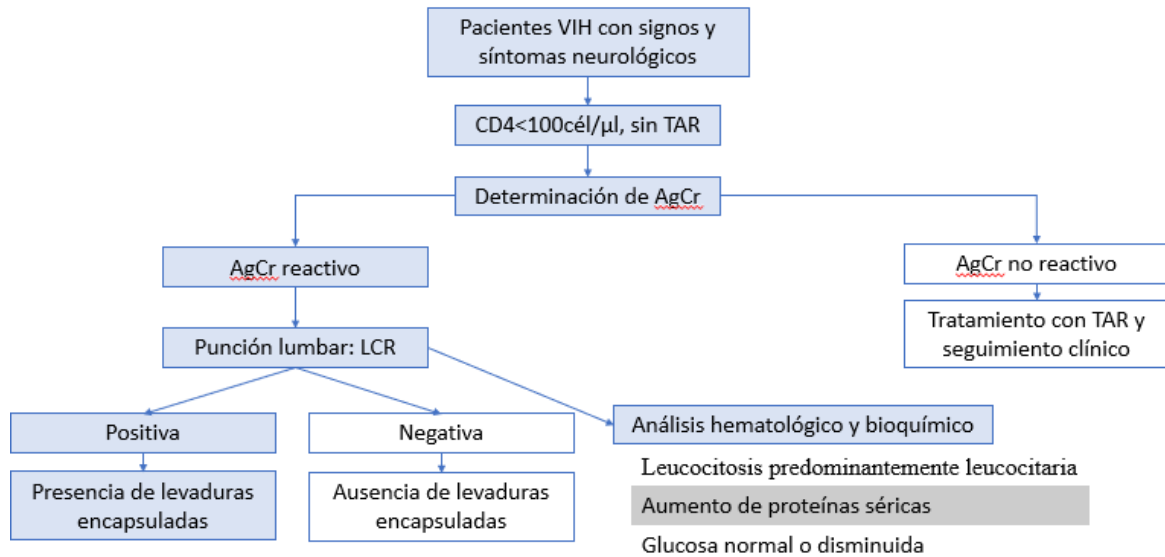 Pacientes VIH con signos y
síntomas neurológicos
CD4<100cél/µl, sin TAR
Determinación de AgCr
AgCr reactivo
AgCr no reactivo
Punción lumbar: LCR
Tratamiento con TAR y
seguimiento clínico
Positiva
Negativa
Análisis hematológico y bioquímico
Presencia de levaduras
encapsuladas
Ausencia de levaduras
encapsuladas
Leucocitosis predominantemente leucocitaria
Aumento de proteínas séricas
Glucosa normal o disminuida